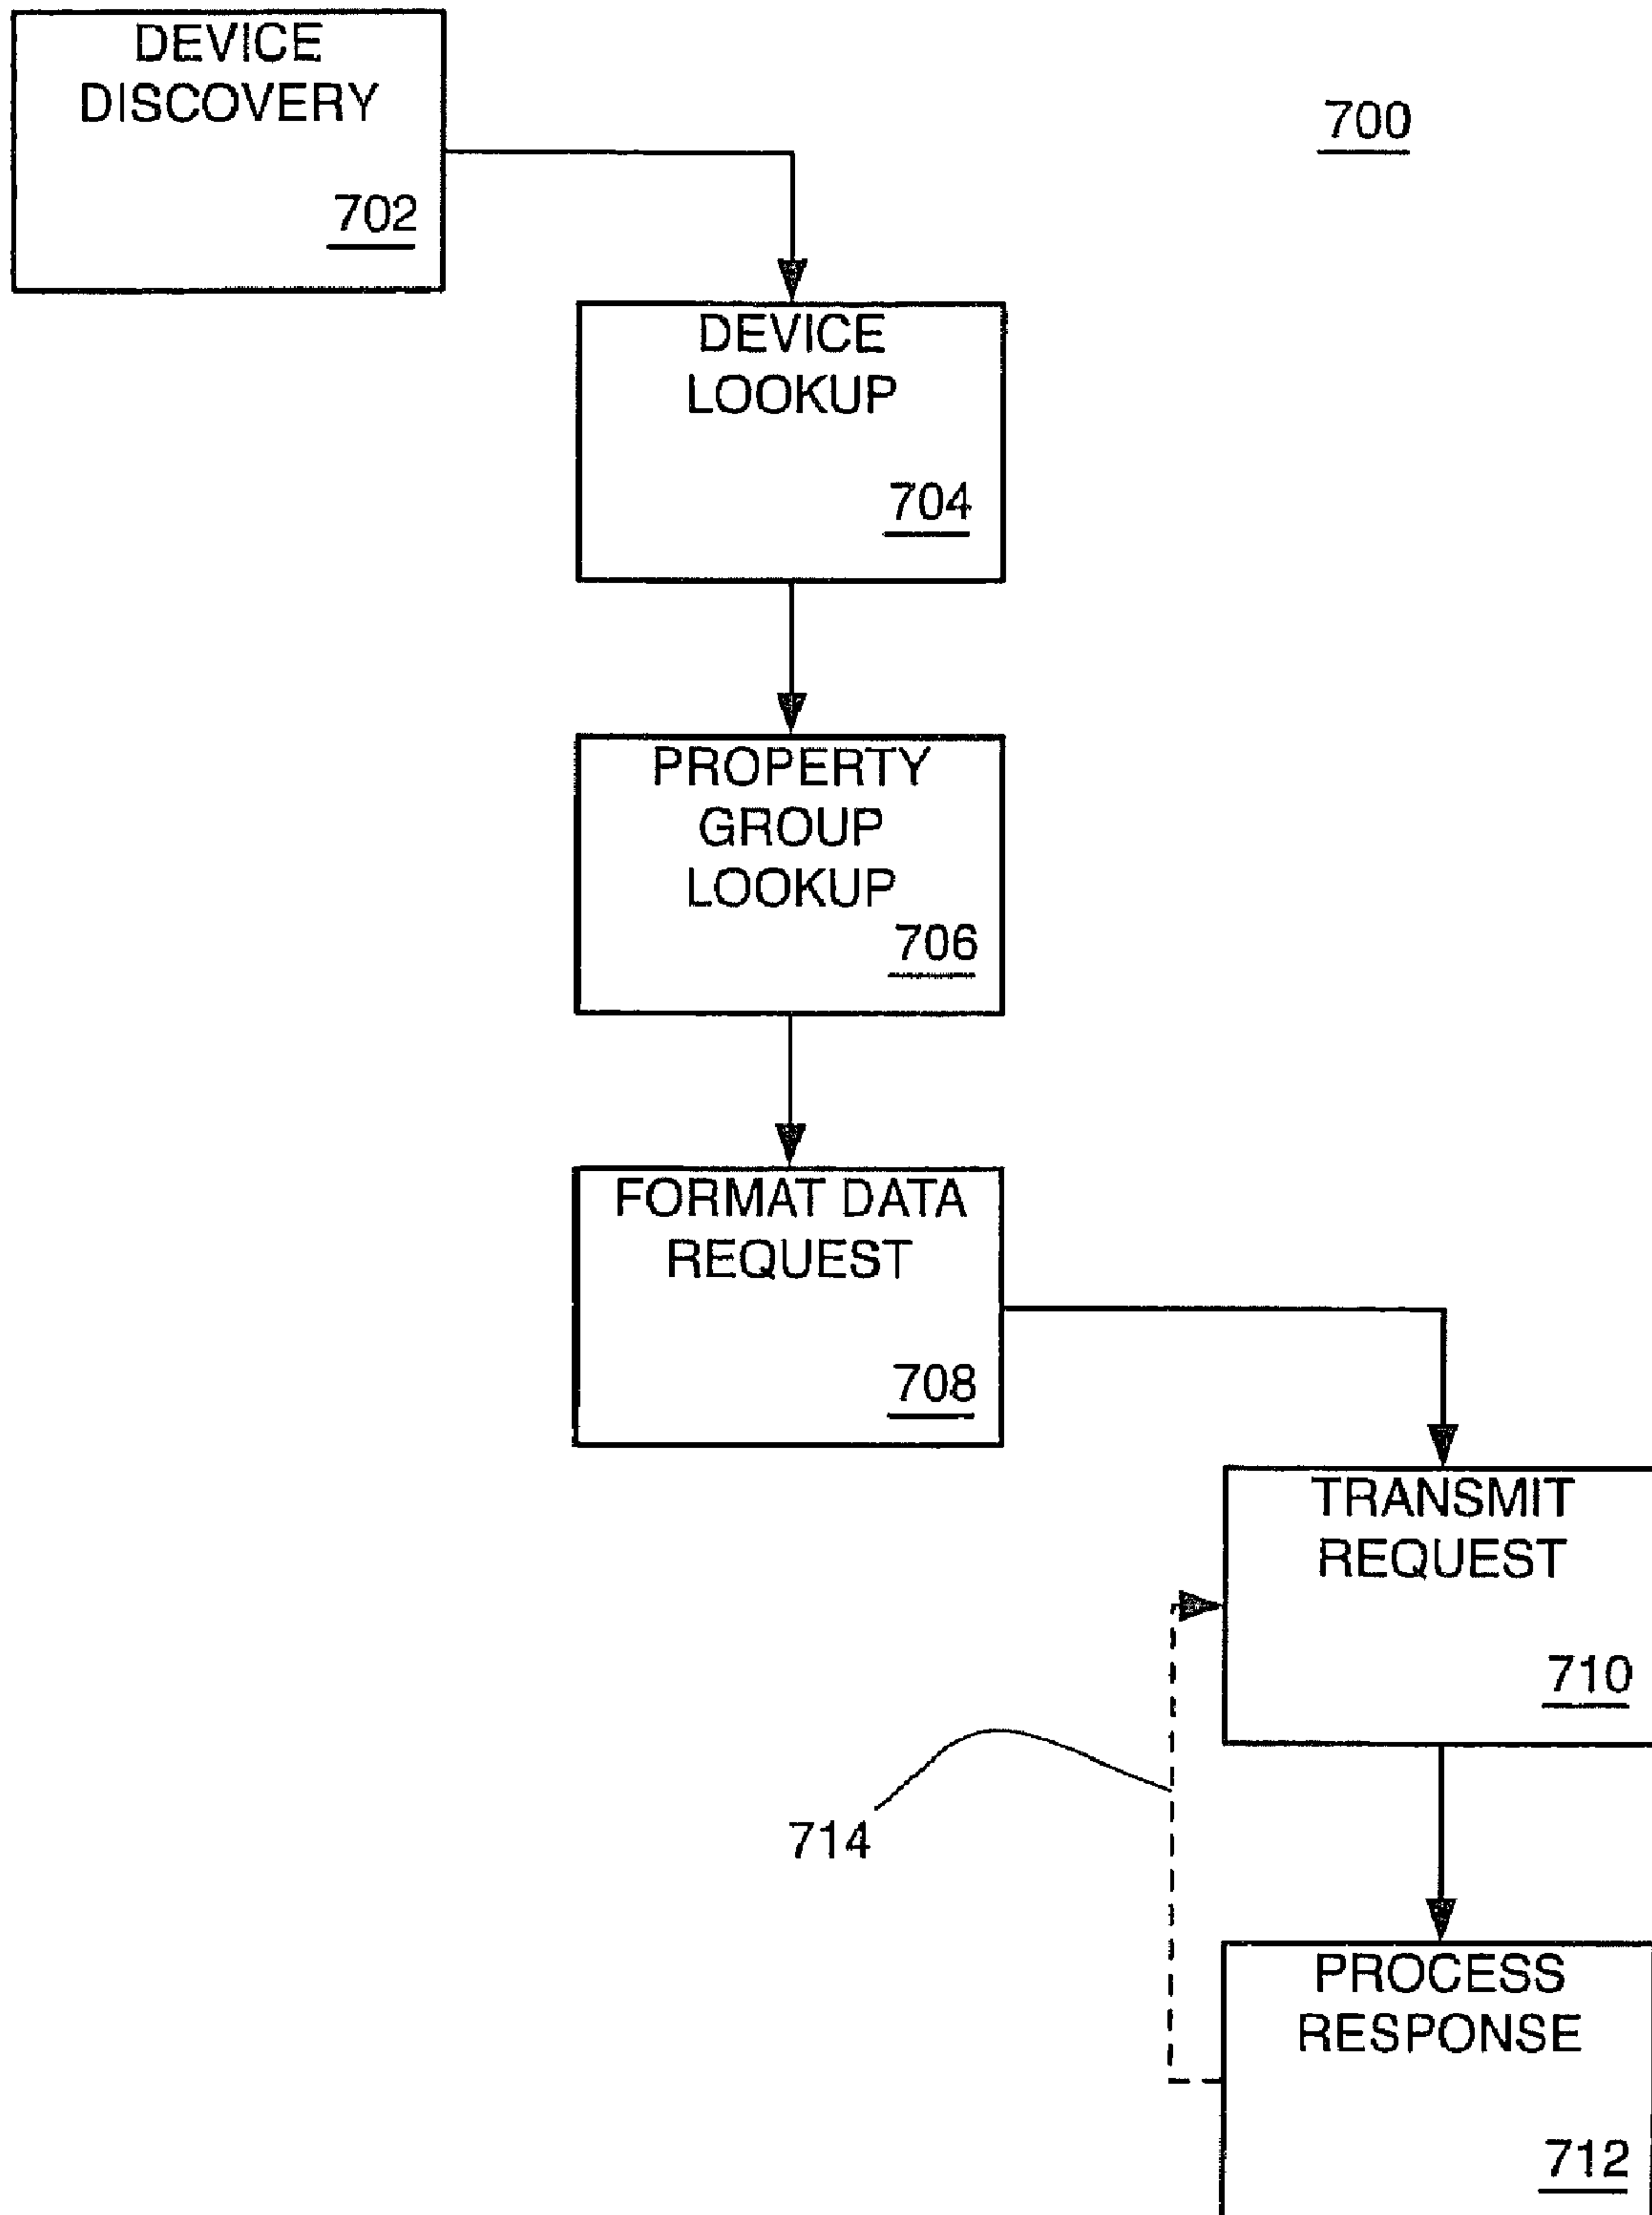 DEVICE
DISCOVERY
702
700
DEVICE
LOOKUP
704
PROPERTY
GROUP
LOOKUP
706
FORMAT DATA
REQUEST
708
TRANSMIT
REQUEST
710
714
PROCESS
RESPONSE
712